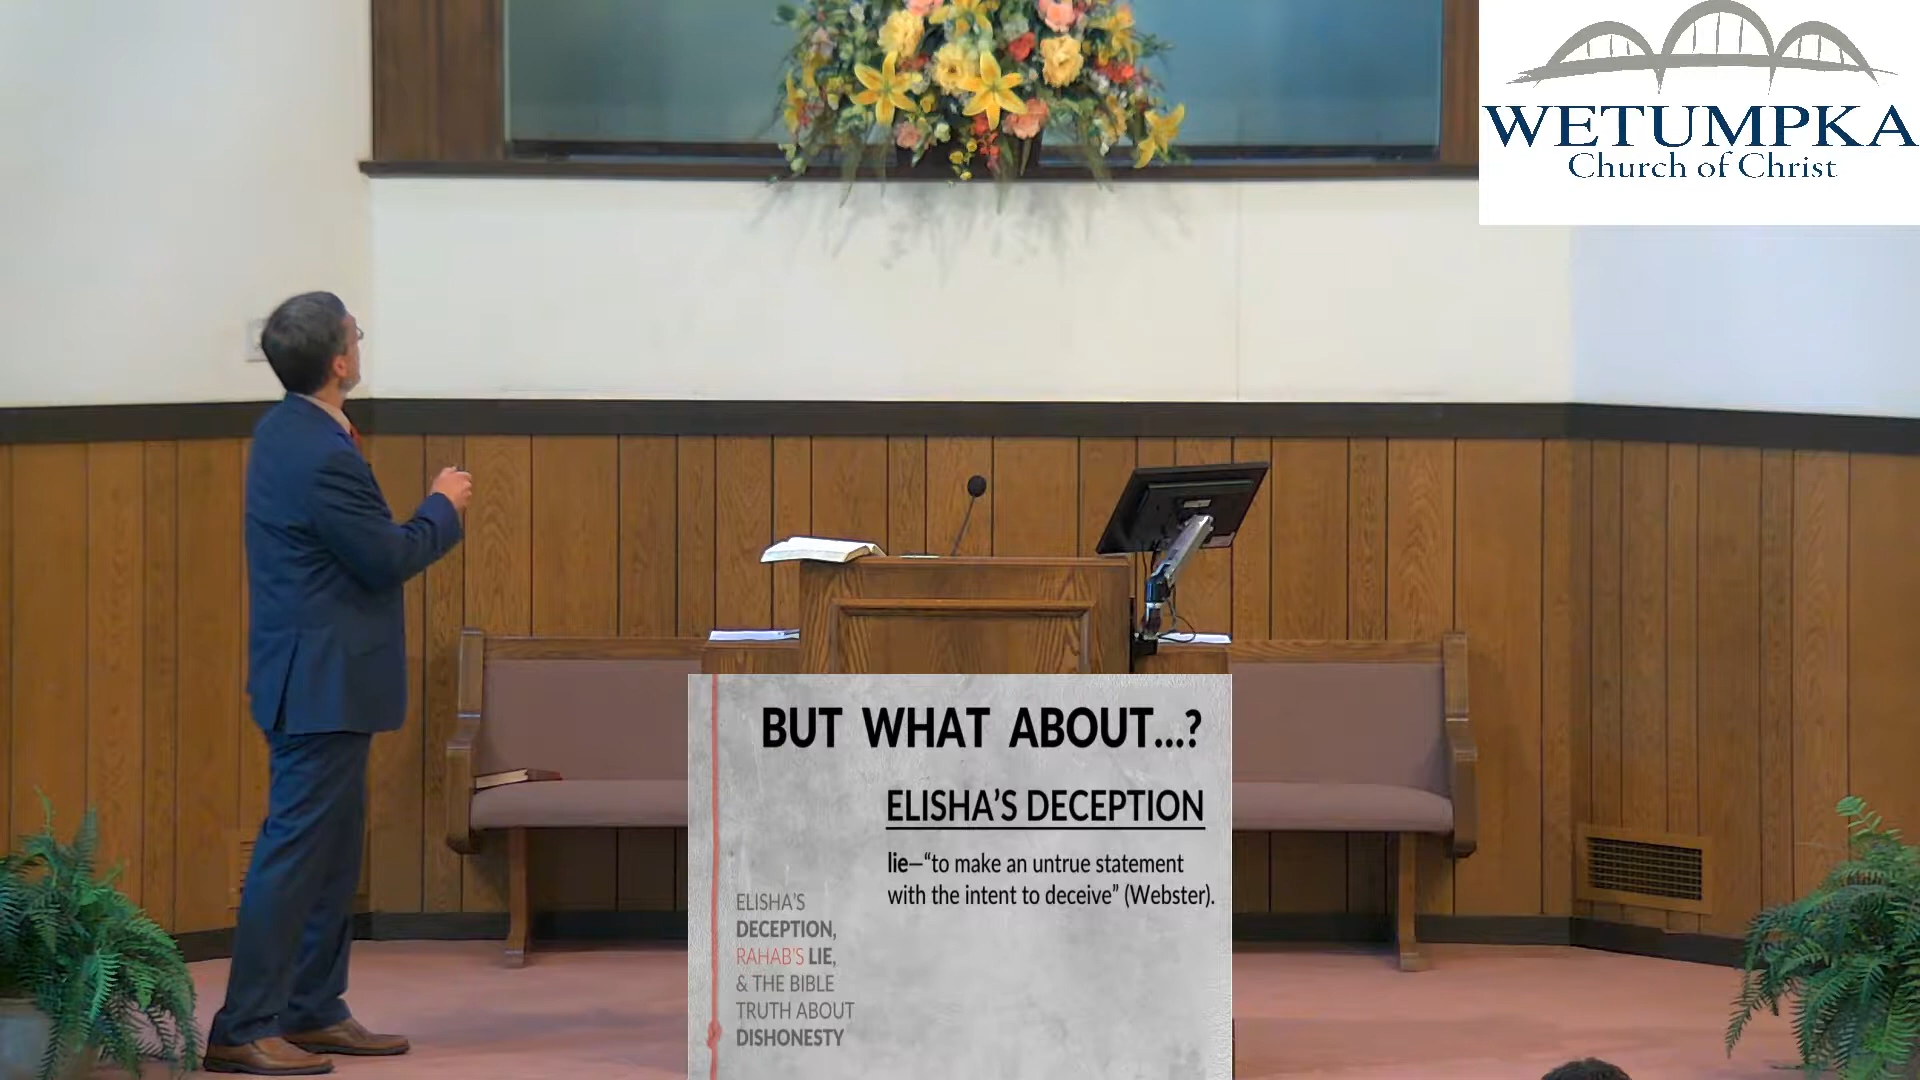 WETUMPKA
Church of Christ
BUT WHAT ABOUT...?
ELISHA'S DECEPTION
lie—“to make an untrue statement
with the intent to deceive” (Webster).
ELISHA'S
DECEPTION,
RAHAB'S LIE,
& THE BIBLE
TRUTH ABOUT
DISHONESTY